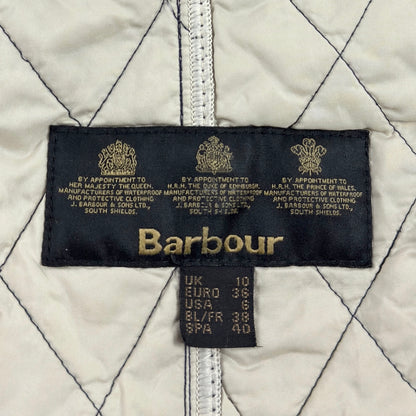 BY APPOINTMENT TO
HER MAJESTY THE QUEEN,
MANUFACTURERS OF WATERPROOF
AND PROTECTIVE CLOTHING
J. BARBOUR & SONS LTD.,
SOUTH SHIELDS.
BY APPOINTMENT TO
H.R.H. THE DUKE OF EDINBURGH,
MANUFACTURERS OF WATERPROOF
AND PROTECTIVE CLOTHING
J. BARBOUR & SONS LTD.,
SOUTH SHIELDS.
BY APPOINTMENT TO
H.R.H. THE PRINCE OF WALES,
MANUFACTURERS OF WATERPROOF
AND PROTECTIVE CLOTHING
J. BARBOUR & SONS LTD.,
SOUTH SHIELDS.
Barbour
UK 10
EURO 36
USA 6
BL/FR 38
SPA 40